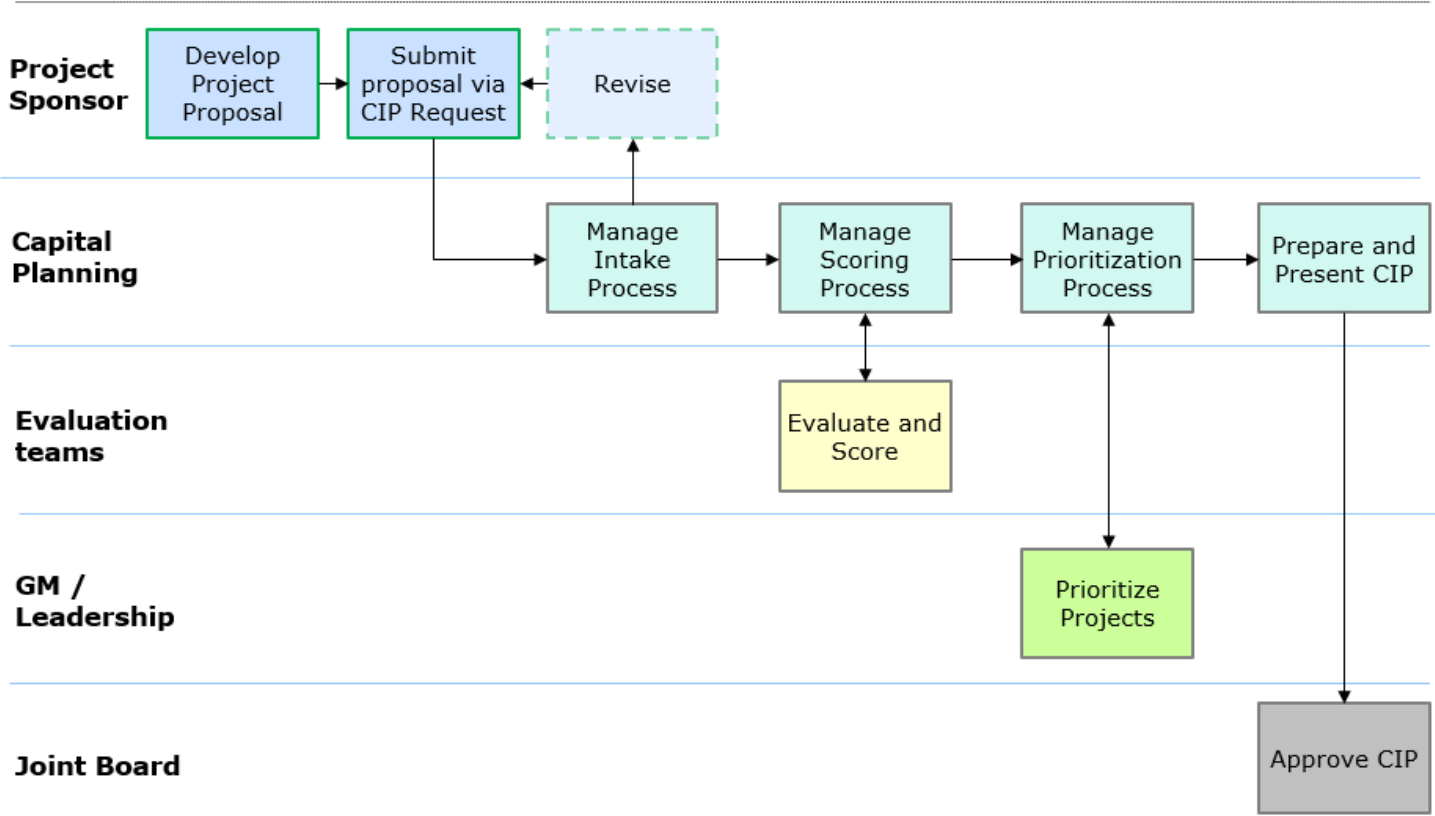 Project
Sponsor
Develop
Project
Proposal
Submit
proposal via
CIP Request
Revise
Capital
Planning
Manage
Intake
Process
Manage
Scoring
Process
Manage
Prioritization
Process
Prepare and
Present CIP
Evaluation
teams
Evaluate and
Score
GM /
Leadership
Prioritize
Projects
Joint Board
Approve CIP